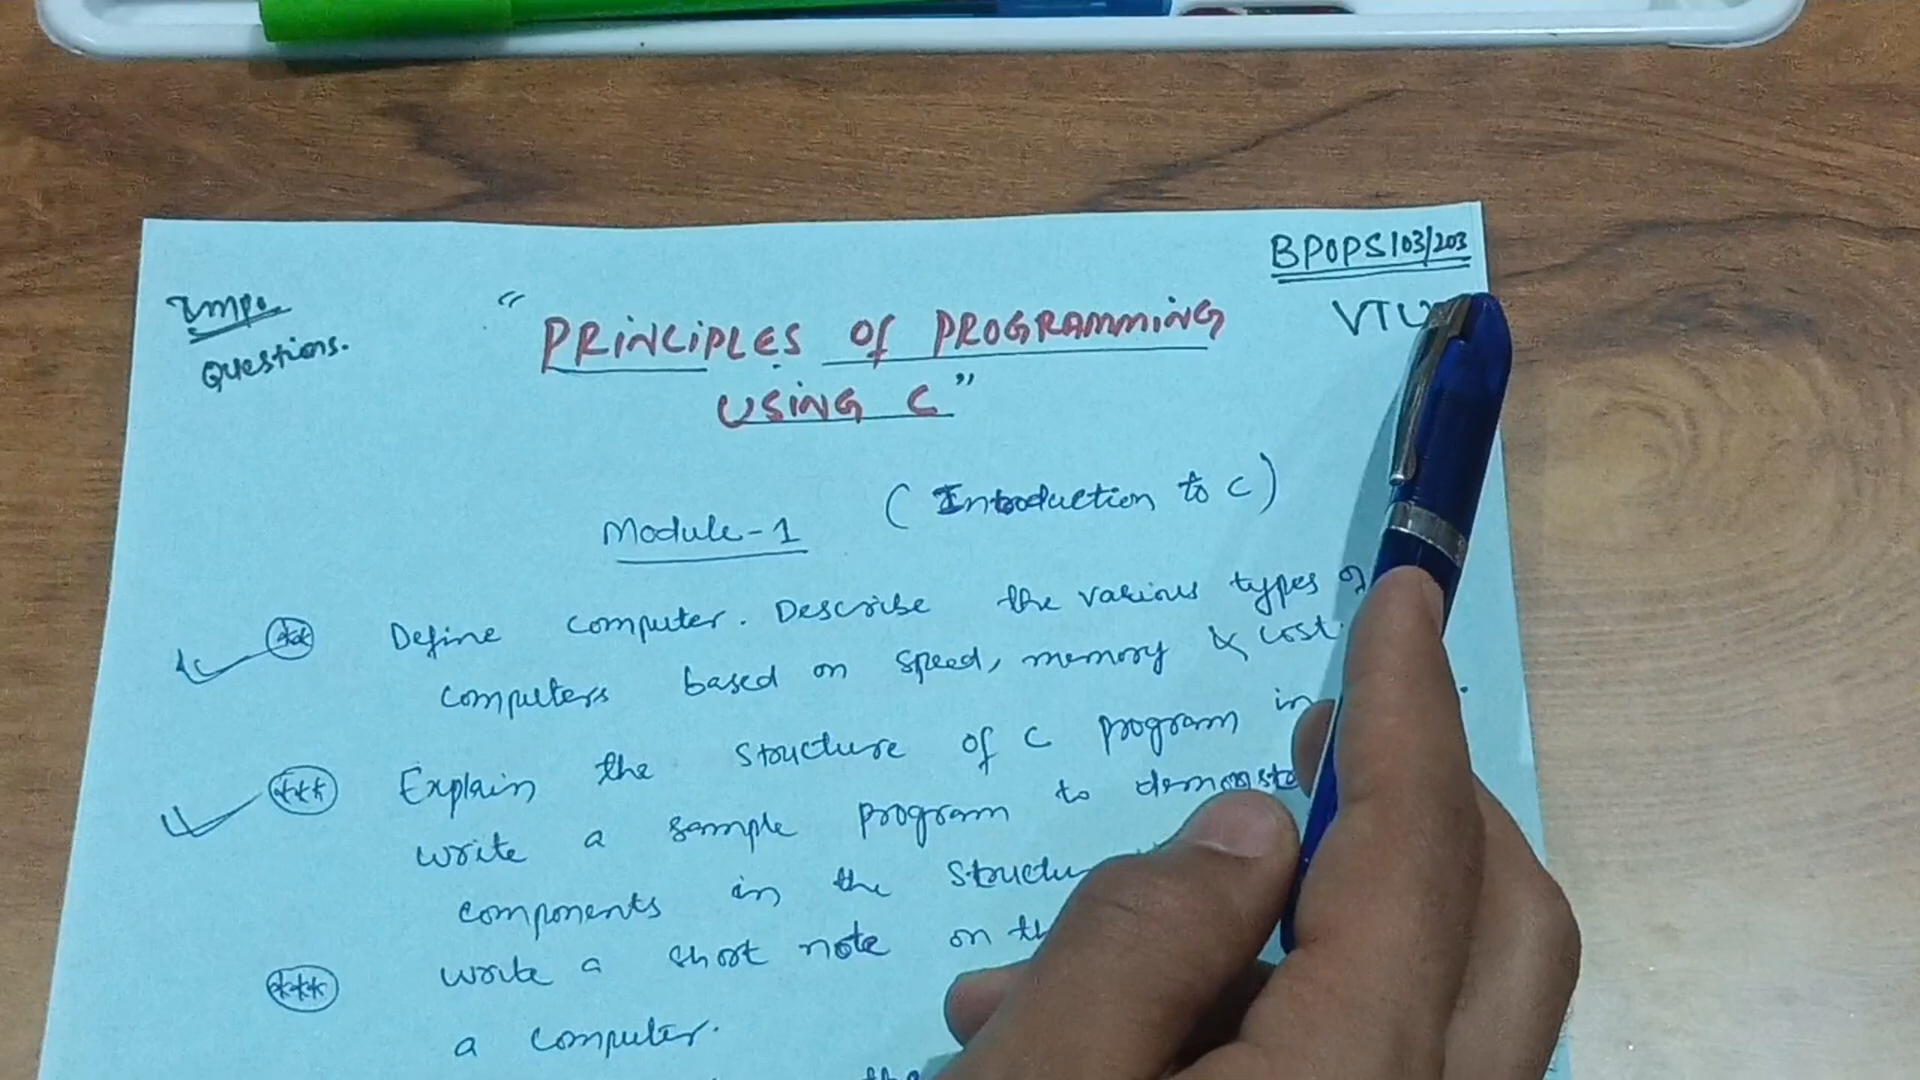 BPOPS103/203
Impo
Questions.
VTU
" PRINCIPLES OF PROGRAMMING
USING C "
Module-1 ( Introduction to C )
** Define computer. Describe the various types
computers based on speed, memory & cost.
*** Explain the structure of C program in
write a sample program to
components in the
*** write a short note on
a computer.
the